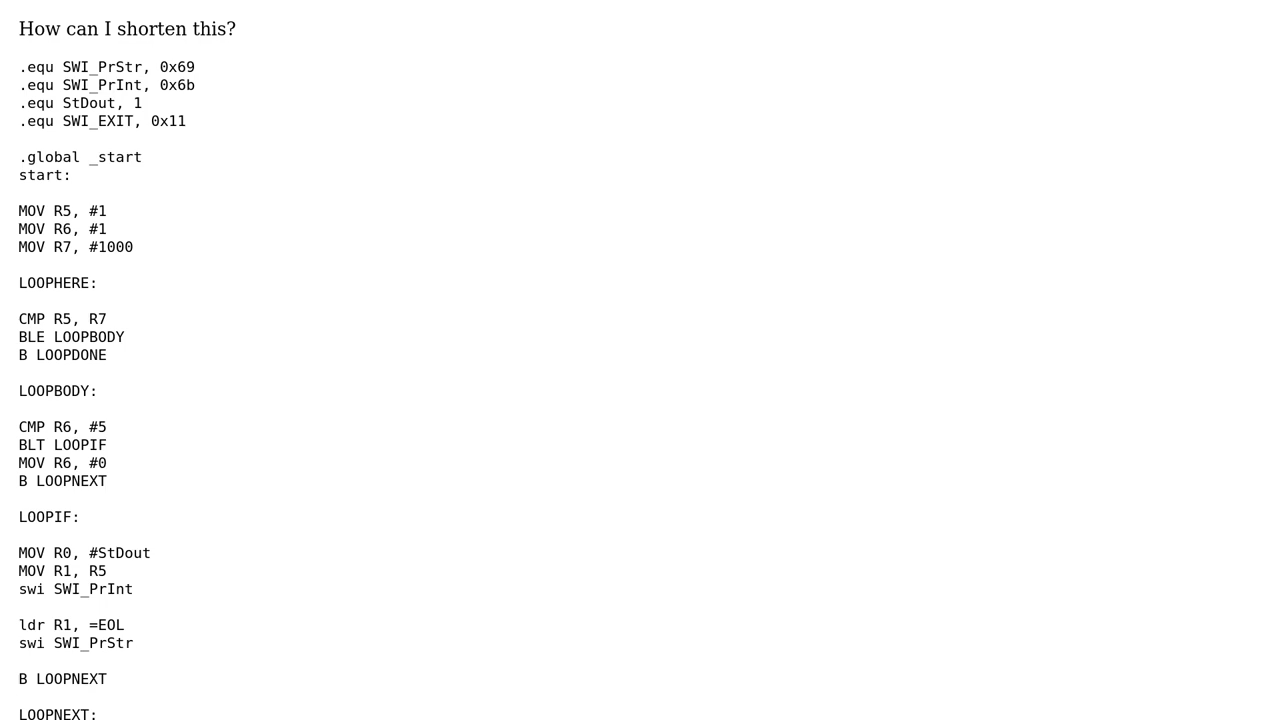 How can I shorten this?
.equ SWI_PrStr, 0x69
.equ SWI_PrInt, 0x6b
.equ StDout, 1
.equ SWI_EXIT, 0x11
.global _start
start:
MOV R5, #1
MOV R6, #1
MOV R7, #1000
LOOPHERE:
CMP R5, R7
BLE LOOPBODY
B LOOPDONE
LOOPBODY:
CMP R6, #5
BLT LOOPIF
MOV R6, #0
B LOOPNEXT
LOOPIF:
MOV R0, #StDout
MOV R1, R5
swi SWI_PrInt
ldr R1, =EOL
swi SWI_PrStr
B LOOPNEXT
LOOPNEXT: